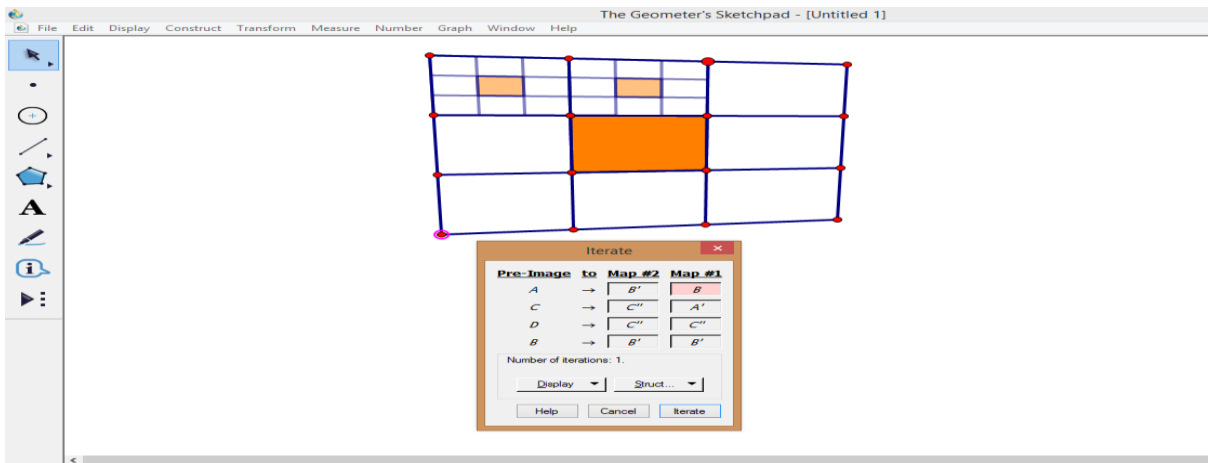 The Geometer's Sketchpad - [Untitled 1]
File Edit Display Construct Transform Measure Number Graph Window Help
A
Iterate
Pre-Image to Map #2 Map #1
A → B' B
C → C'' A'
D → C'' C''
B → B' B'
Number of iterations: 1.
Display Struct...
Help Cancel Iterate